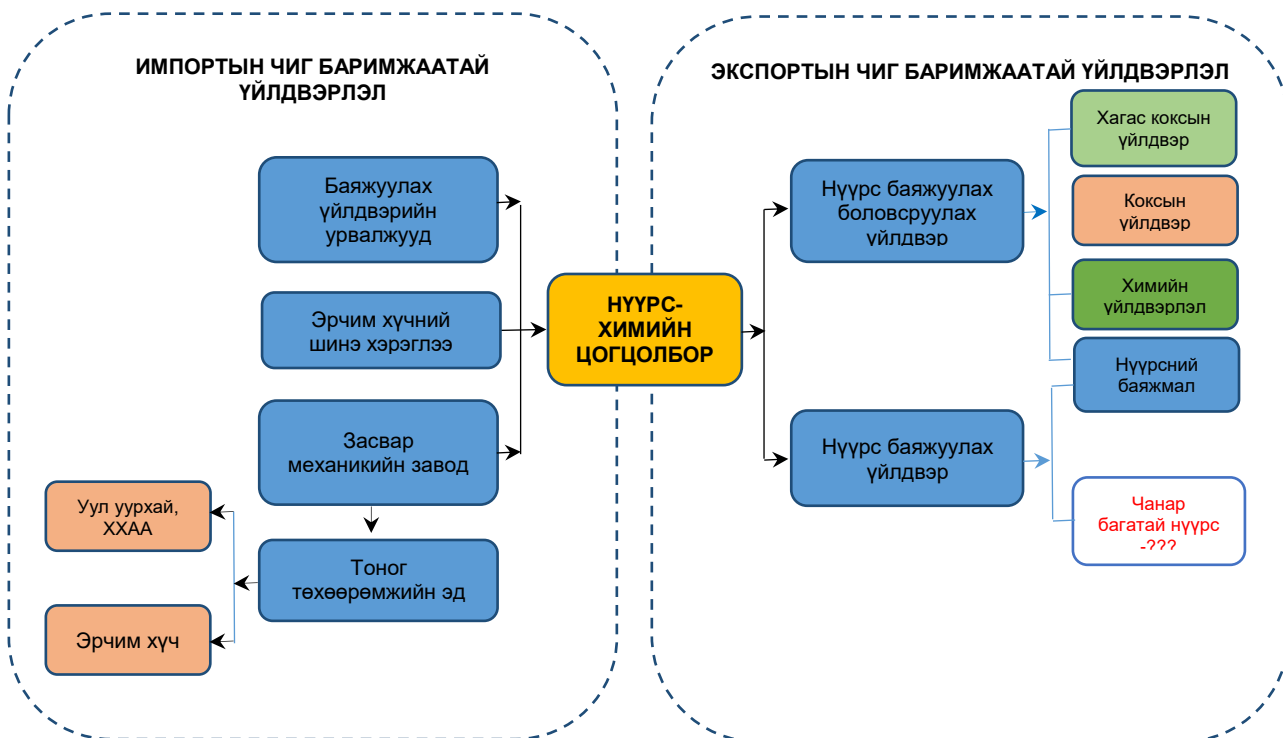 ИМПОРТЫН ЧИГ БАРИМЖААТАЙ
ҮЙЛДВЭРЛЭЛ
Баяжуулах
үйлдвэрийн
урвалжууд
Эрчим хүчний
шинэ хэрэглээ
Засвар
механикийн завод
Уул уурхай,
ХХАА
Тоног
төхөөрөмжийн эд
Эрчим хүч
НҮҮРС-
ХИМИЙН
ЦОГЦОЛБОР
ЭКСПОРТЫН ЧИГ БАРИМЖААТАЙ ҮЙЛДВЭРЛЭЛ
Нүүрс баяжуулах
боловсруулах
үйлдвэр
Хагас коксын
үйлдвэр
Коксын
үйлдвэр
Химийн
үйлдвэрлэл
Нүүрсний
баяжмал
Нүүрс баяжуулах
үйлдвэр
Чанар
багатай нүүрс
-???